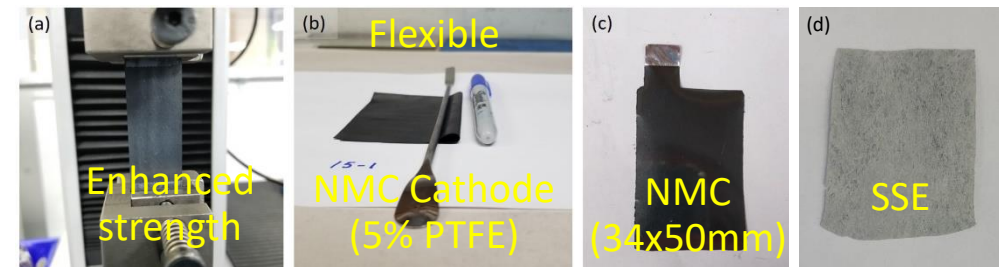 (a)
Enhanced
strength
(b)
Flexible
15-1
NMC Cathode
(5% PTFE)
(c)
NMC
(34x50mm)
(d)
SSE